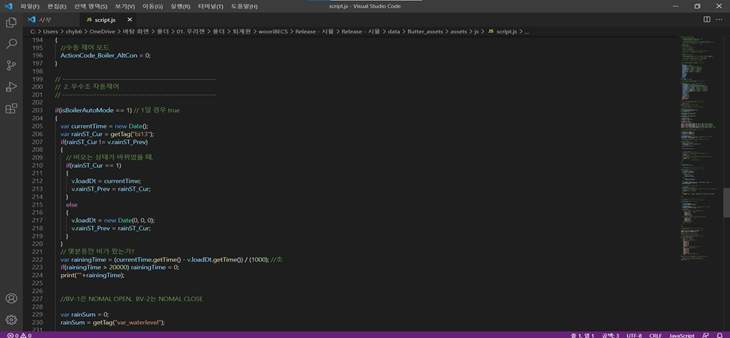 파일(F) 편집(E) 선택 영역(S) 보기(V) 이동(G) 실행(R) 터미널(T) 도움말(H) script.js - Visual Studio Code
시작 JS script.js
C: > Users > chyb6 > OneDrive > 바탕 화면 > 폴더 > 01. 우리젠 > 폴더 > 퇴계원 > wooriBECS > Release - 시뮬 > Release - 시뮬 > data > flutter_assets > assets > js > JS script.js > ...
194 {
195 //수동 제어 모드
196 ActionCode_Boiler_AltCon = 0;
197 }
198
199 // ------------------------------------------------
200 // 2. 우수조 자동제어
201 // ------------------------------------------------
202
203 if(isBoilerAutoMode == 1) // 1일 경우 true
204 {
205 var currentTime = new Date();
206 var rainST_Cur = getTag("bi13");
207 if(rainST_Cur != v.rainST_Prev)
208 {
209 // 비오는 상태가 바뀌었을 때,
210 if(rainST_Cur == 1)
211 {
212 v.loadDt = currentTime;
213 v.rainST_Prev = rainST_Cur;
214 }
215 else
216 {
217 v.loadDt = new Date(0, 0, 0);
218 v.rainST_Prev = rainST_Cur;
219 }
220 }
221 // 몇분동안 비가 왔는가?
222 var rainingTime = (currentTime.getTime() - v.loadDt.getTime()) / (1000); //초
223 if(rainingTime > 20000) rainingTime = 0;
224 print(""+rainingTime);
225
226
227 //BV-1은 NOMAL OPEN, BV-2는 NOMAL CLOSE
228
229 var rainSum = 0;
230 rainSum = getTag("var_waterlevel");
231
0 0 줄 1, 열 1 공백: 3 UTF-8 CRLF JavaScript